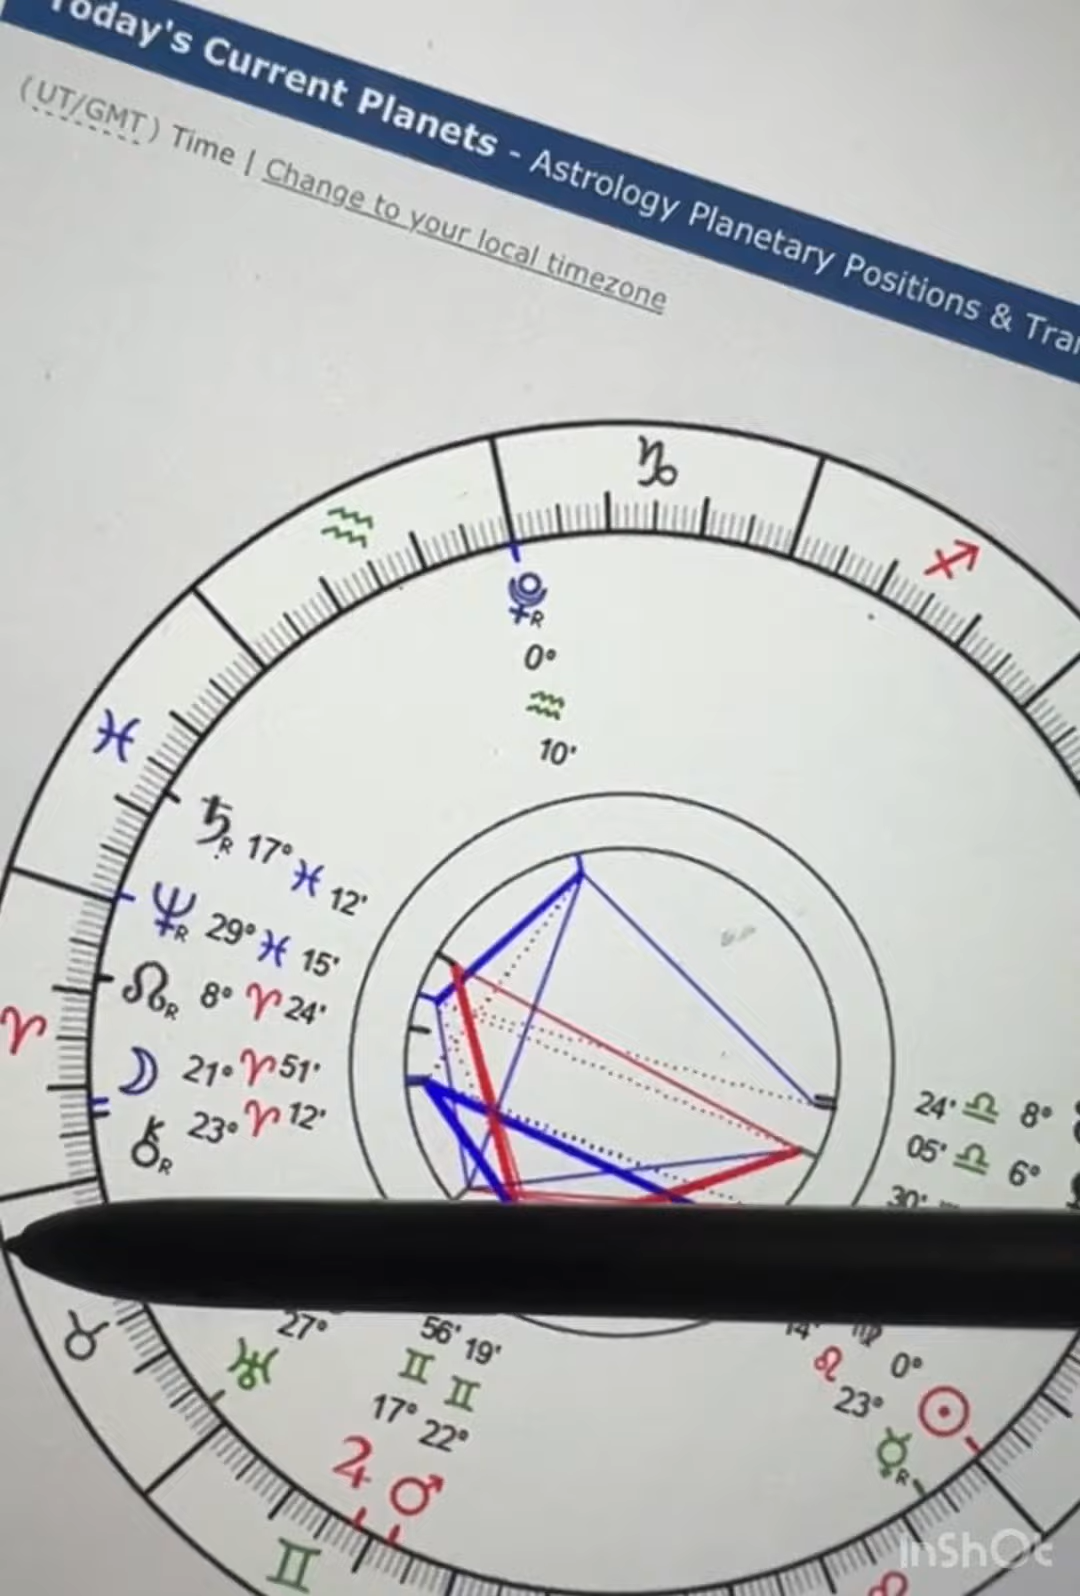 Today's Current Planets - Astrology Planetary Positions &
(UT/GMT) Time | Change to your local timezone
♑
♒
♐
♇ R
0°
♒
10'
♓
♄ R 17° ♓ 12'
♆ R 29° ♓ 15'
☊ R 8° ♈ 24'
♈
☽ 21° ♈ 51'
⚷ R 23° ♈ 12'
24' ♎ 8°
05' ♎ 6°
30'
♉
♅ 27°
56' 19'
♊ ♊
17° 22°
♃ ♂
14' ♍
♌ 0°
23° ☉
☿ R
♊
♌
InShOt